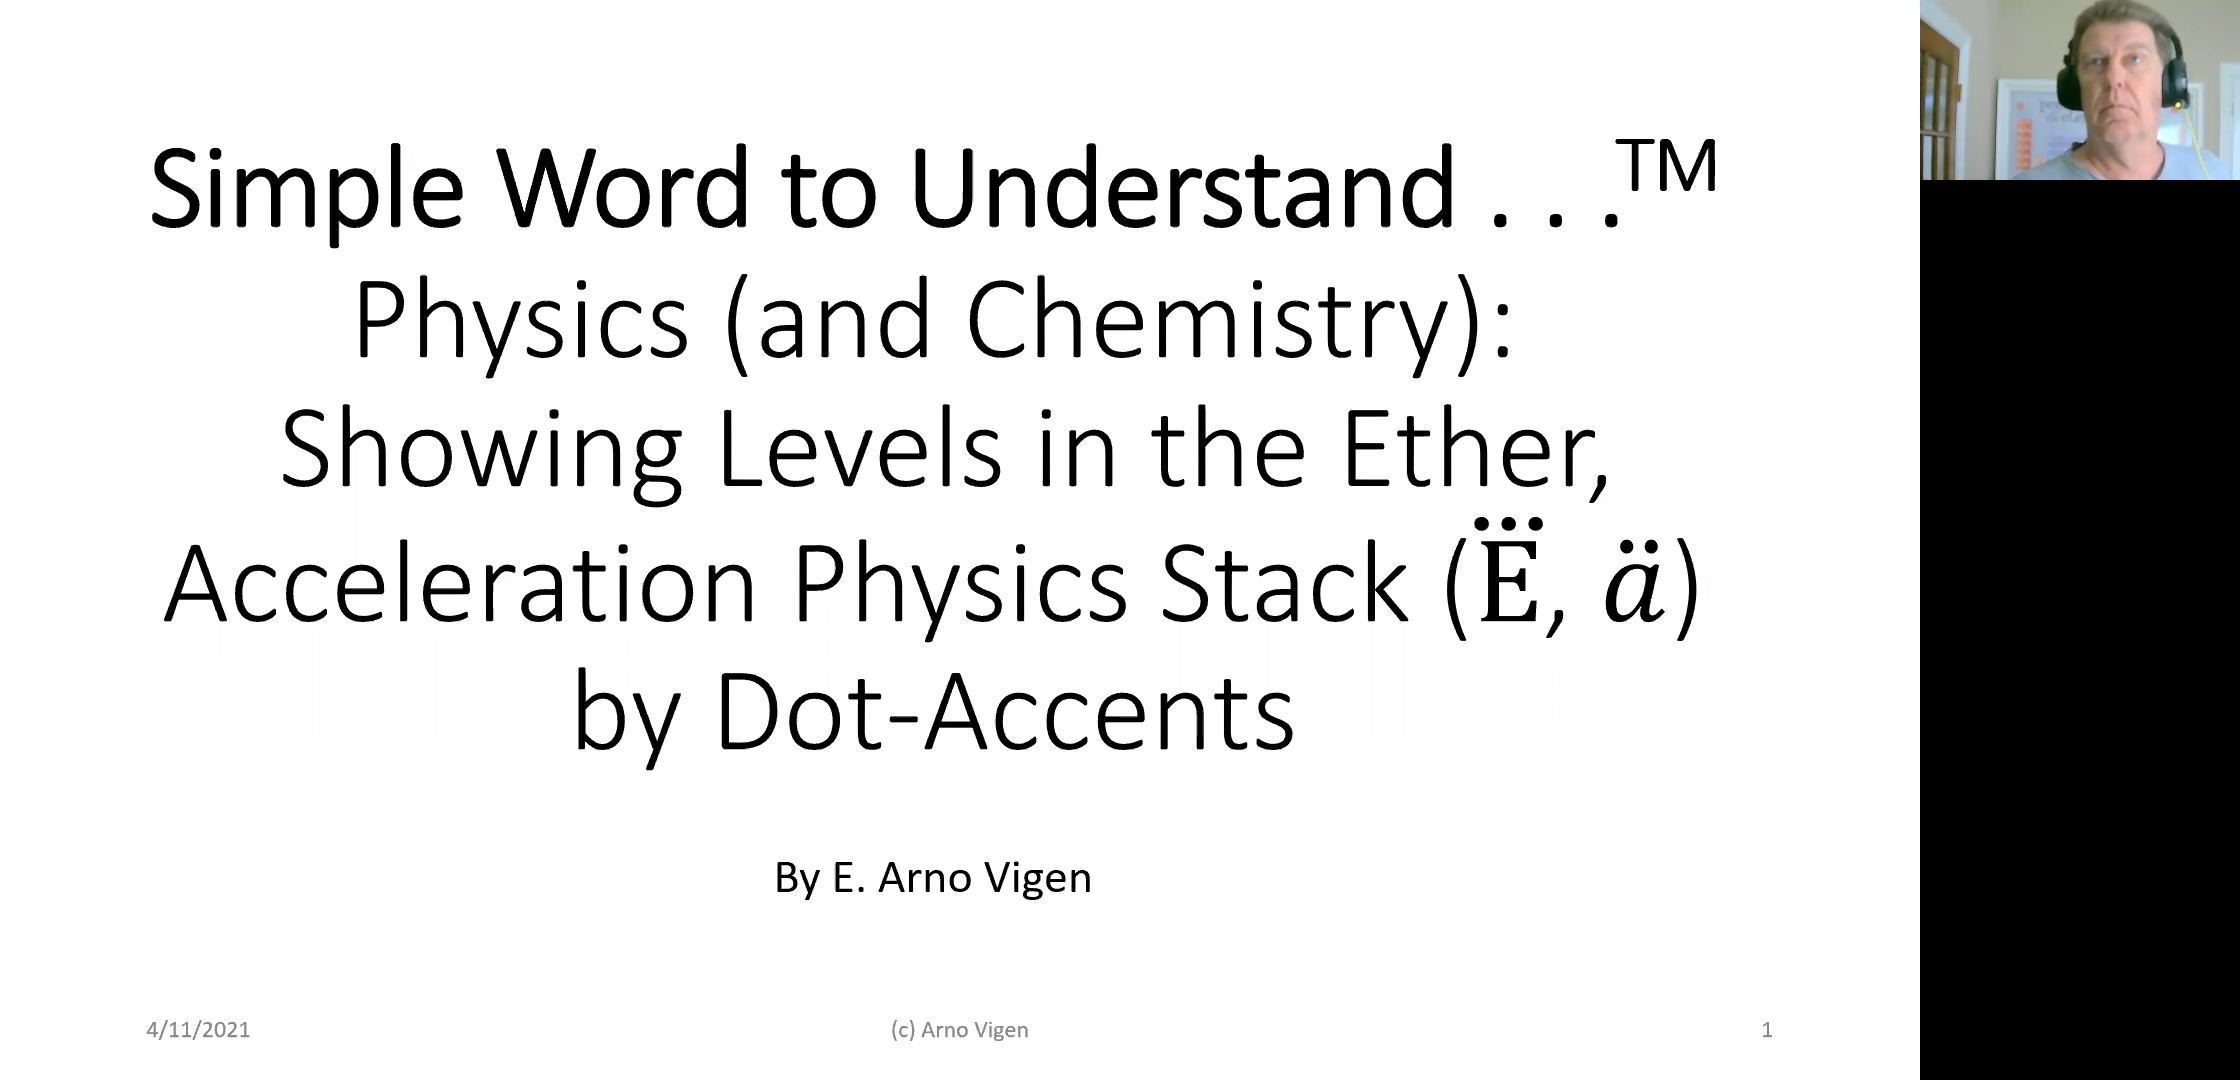 Simple Word to Understand . . .™
Physics (and Chemistry):
Showing Levels in the Ether,
Acceleration Physics Stack (E⃛, ä)
by Dot-Accents
By E. Arno Vigen
4/11/2021
(c) Arno Vigen
1